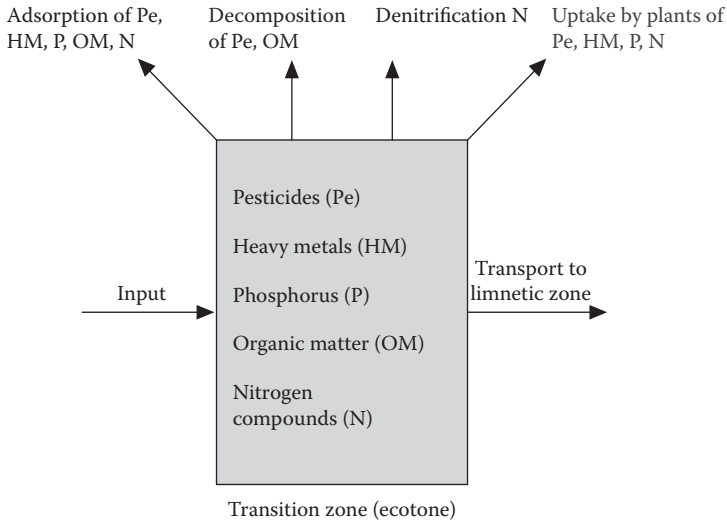 Adsorption of Pe,
HM, P, OM, N
Decomposition
of Pe, OM
Denitrification N
Uptake by plants of
Pe, HM, P, N
Pesticides (Pe)
Heavy metals (HM)
Phosphorus (P)
Organic matter (OM)
Nitrogen
compounds (N)
Input
Transport to
limnetic zone
Transition zone (ecotone)